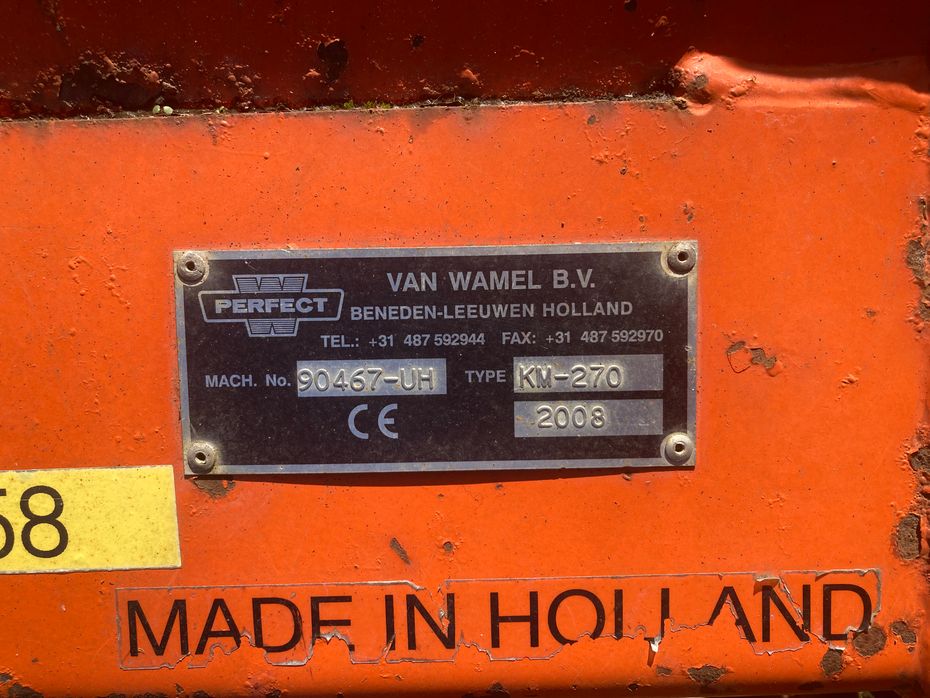 PERFECT
VAN WAMEL B.V.
BENEDEN-LEEUWEN HOLLAND
TEL.: +31 487 592944 FAX: +31 487 592970
MACH. No. 90467-UH TYPE KM-270
CE 2008
58
MADE IN HOLLAND